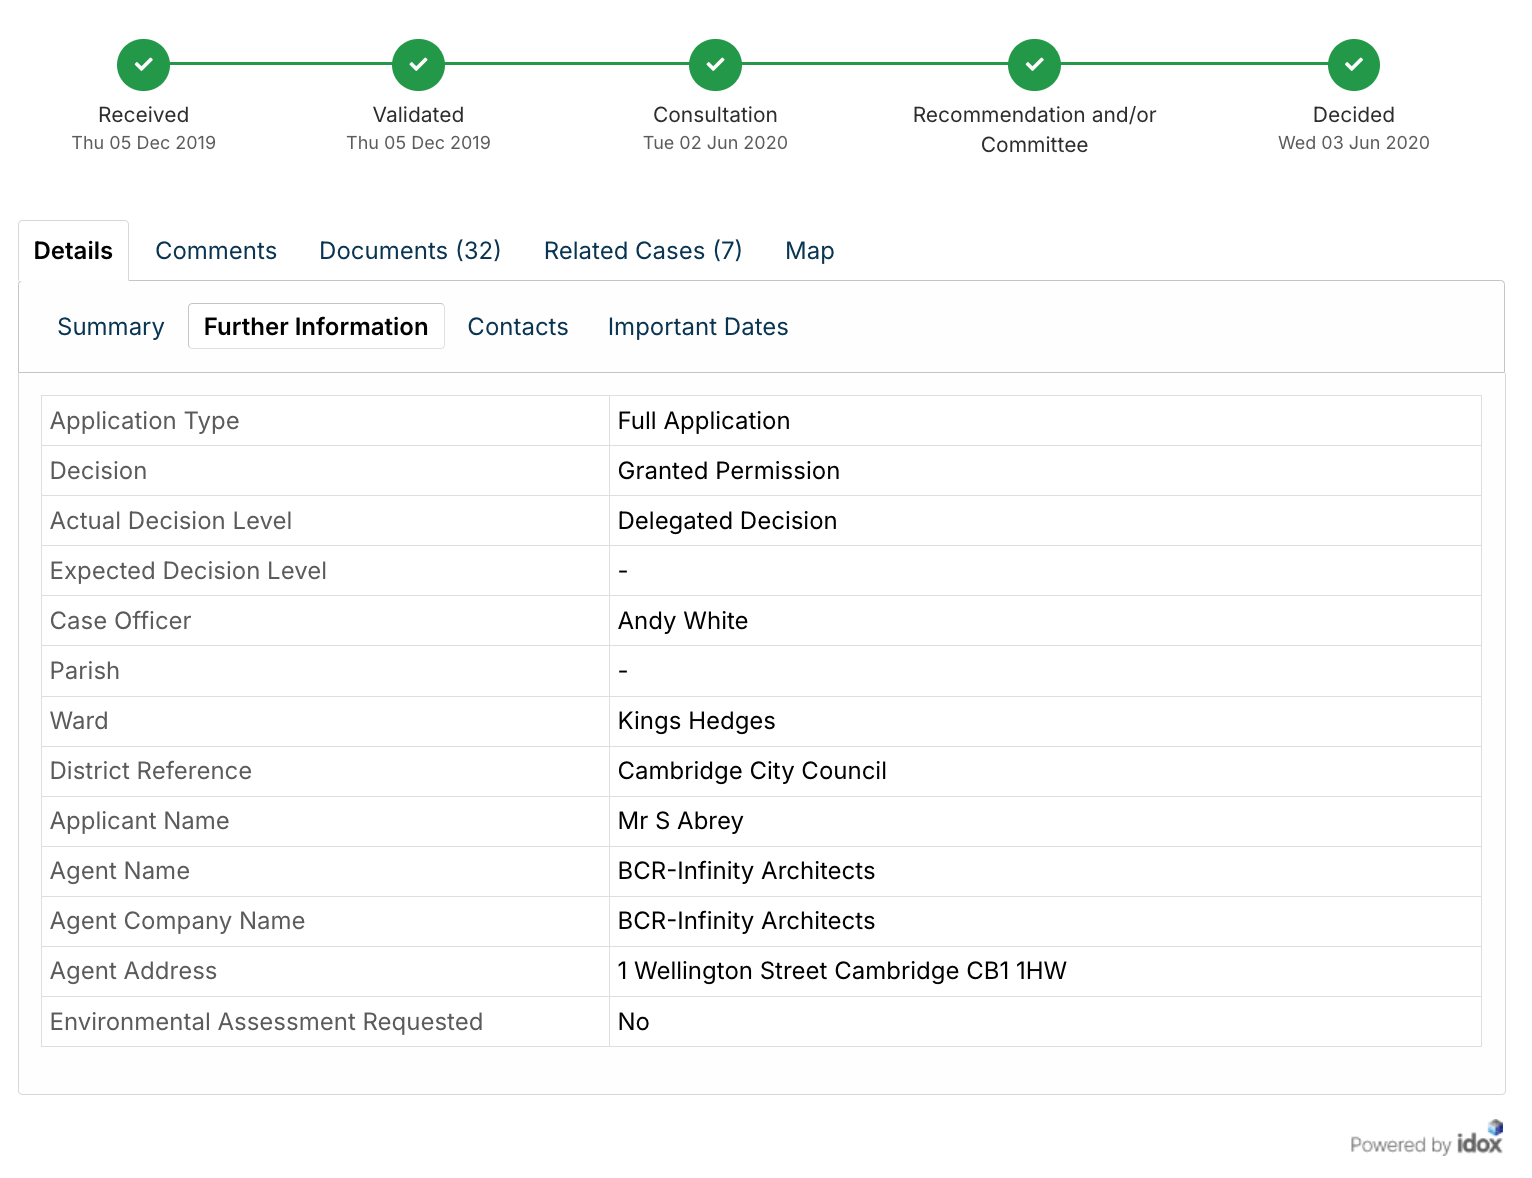 Received
Thu 05 Dec 2019
Validated
Thu 05 Dec 2019
Consultation
Tue 02 Jun 2020
Recommendation and/or
Committee
Decided
Wed 03 Jun 2020
Details Comments Documents (32) Related Cases (7) Map
Summary Further Information Contacts Important Dates
Application Type Full Application
Decision Granted Permission
Actual Decision Level Delegated Decision
Expected Decision Level -
Case Officer Andy White
Parish -
Ward Kings Hedges
District Reference Cambridge City Council
Applicant Name Mr S Abrey
Agent Name BCR-Infinity Architects
Agent Company Name BCR-Infinity Architects
Agent Address 1 Wellington Street Cambridge CB1 1HW
Environmental Assessment Requested No
Powered by idox